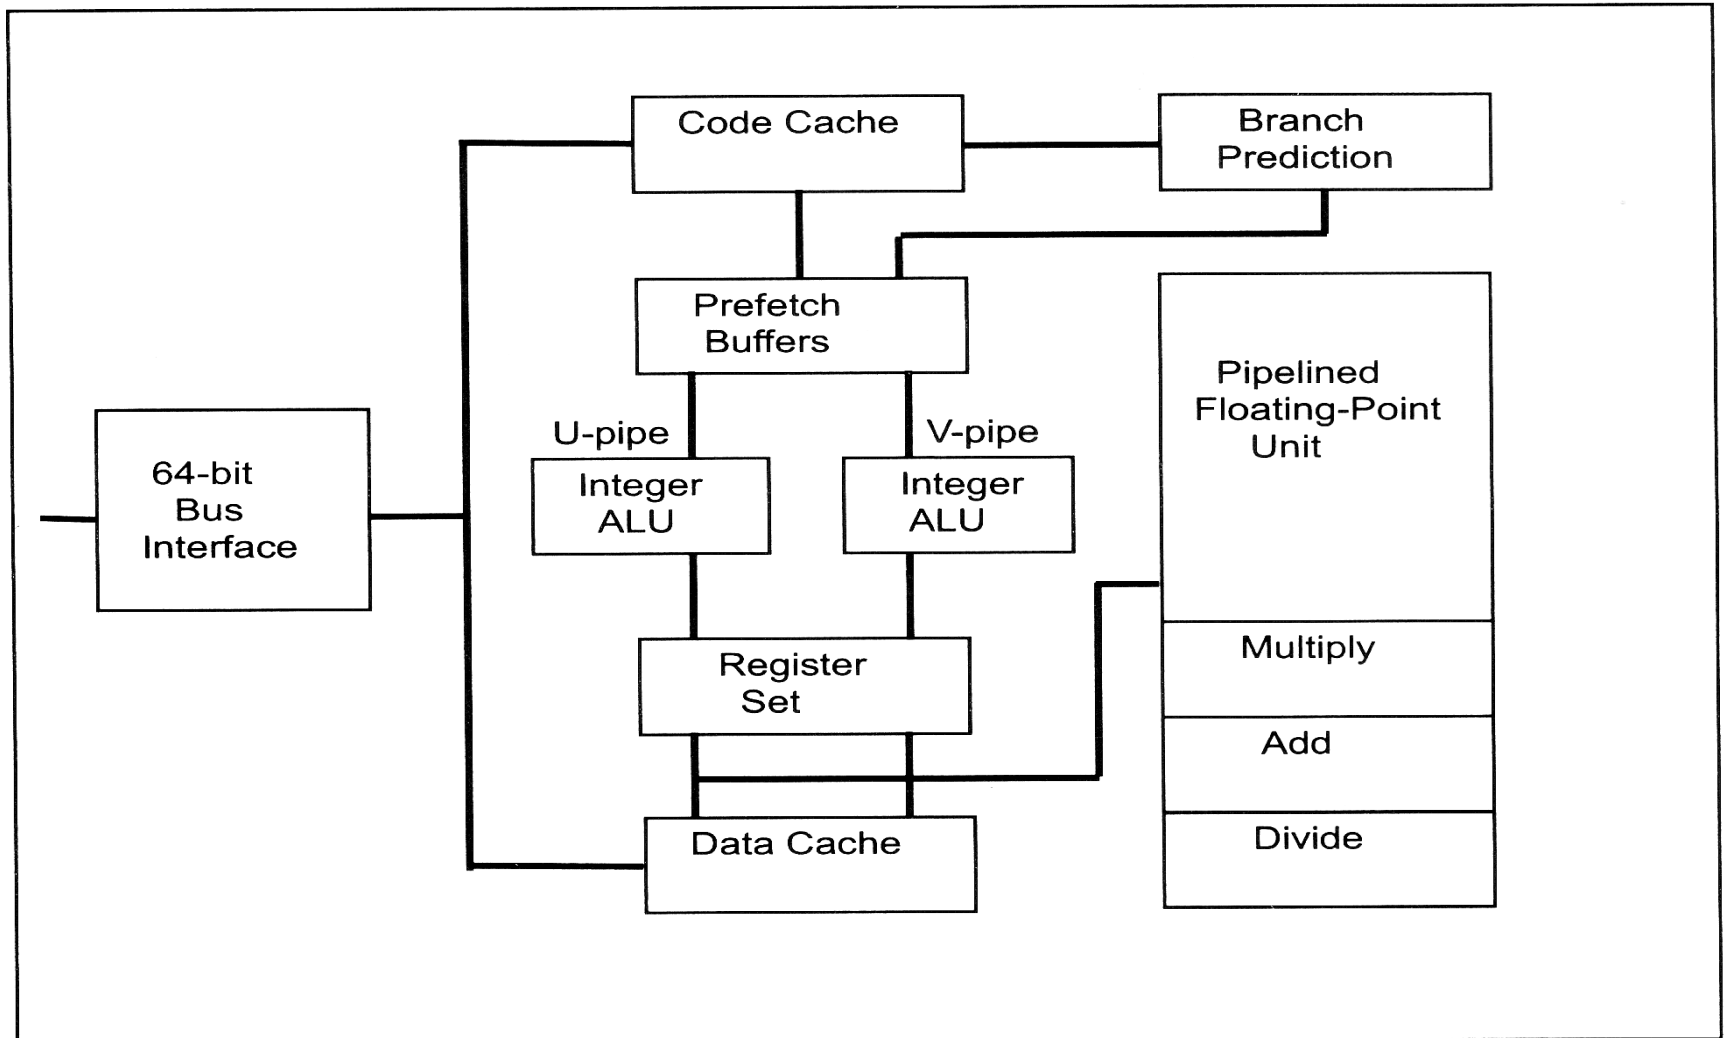 Code Cache
Branch
Prediction
Prefetch
Buffers
Pipelined
Floating-Point
Unit
U-pipe
V-pipe
64-bit
Bus
Interface
Integer
ALU
Integer
ALU
Register
Set
Multiply
Add
Data Cache
Divide